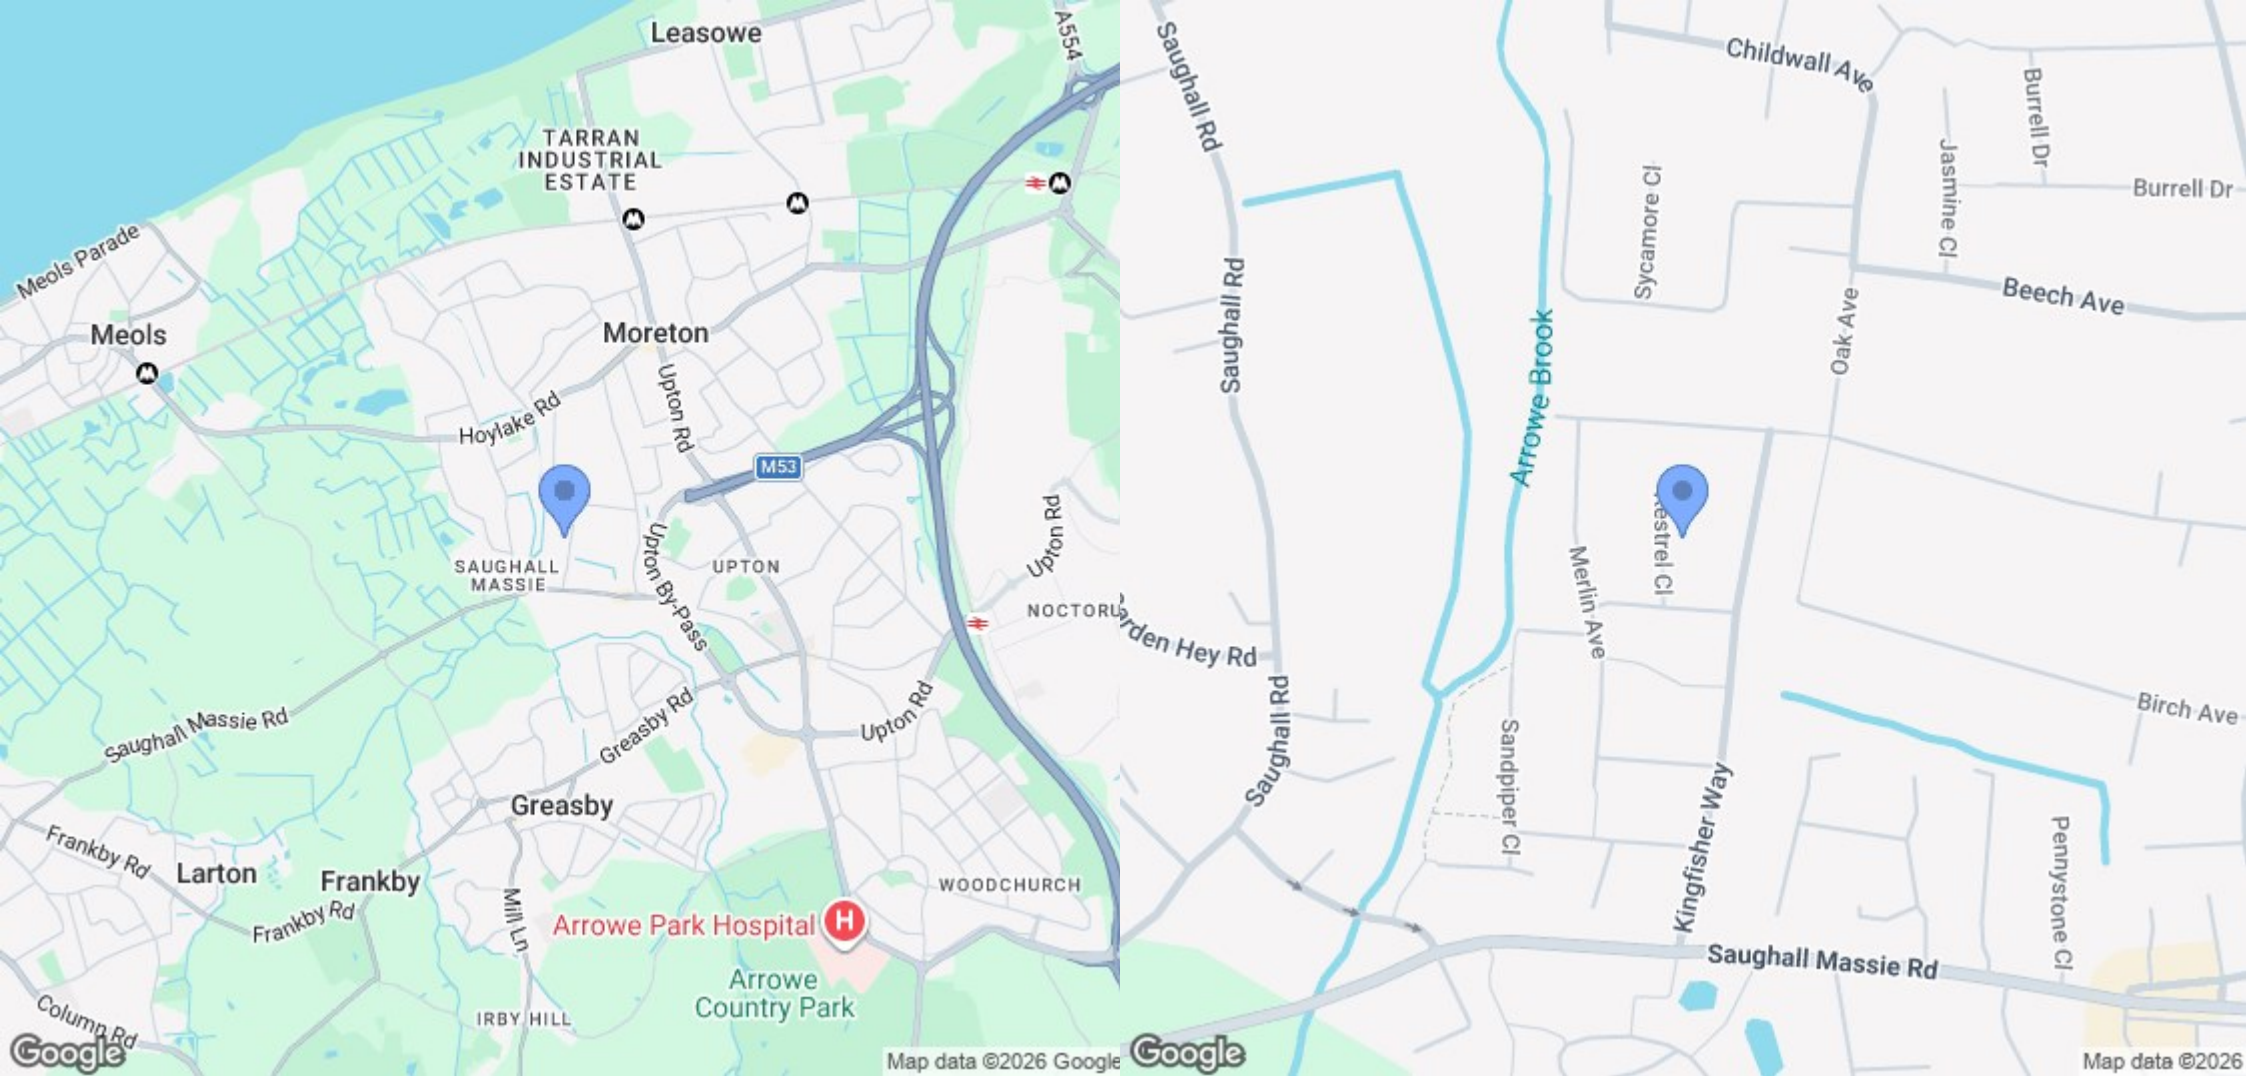 Leasowe
A554
TARRAN
INDUSTRIAL
ESTATE
Meols Parade
Meols
Moreton
Upton Rd
Hoylake Rd
M53
SAUGHALL
MASSIE
Upton By-Pass
UPTON
Upton Rd
NOCTORU
Saughall Massie Rd
Greasby Rd
Upton Rd
Greasby
Frankby Rd
Larton
Frankby
Frankby Rd
Mill Ln
WOODCHURCH
Arrowe Park Hospital
H
Arrowe
Country Park
Column Rd
IRBY HILL
Google
Map data ©2026 Google
Saughall Rd
Childwall Ave
Burrell Dr
Jasmine Cl
Burrell Dr
Sycamore Cl
Saughall Rd
Beech Ave
Oak Ave
Arrowe Brook
Kestrel Cl
Merlin Ave
arden Hey Rd
Saughall Rd
Birch Ave
Sandpiper Cl
Kingfisher Way
Pennystone Cl
Saughall Massie Rd
Google
Map data ©2026